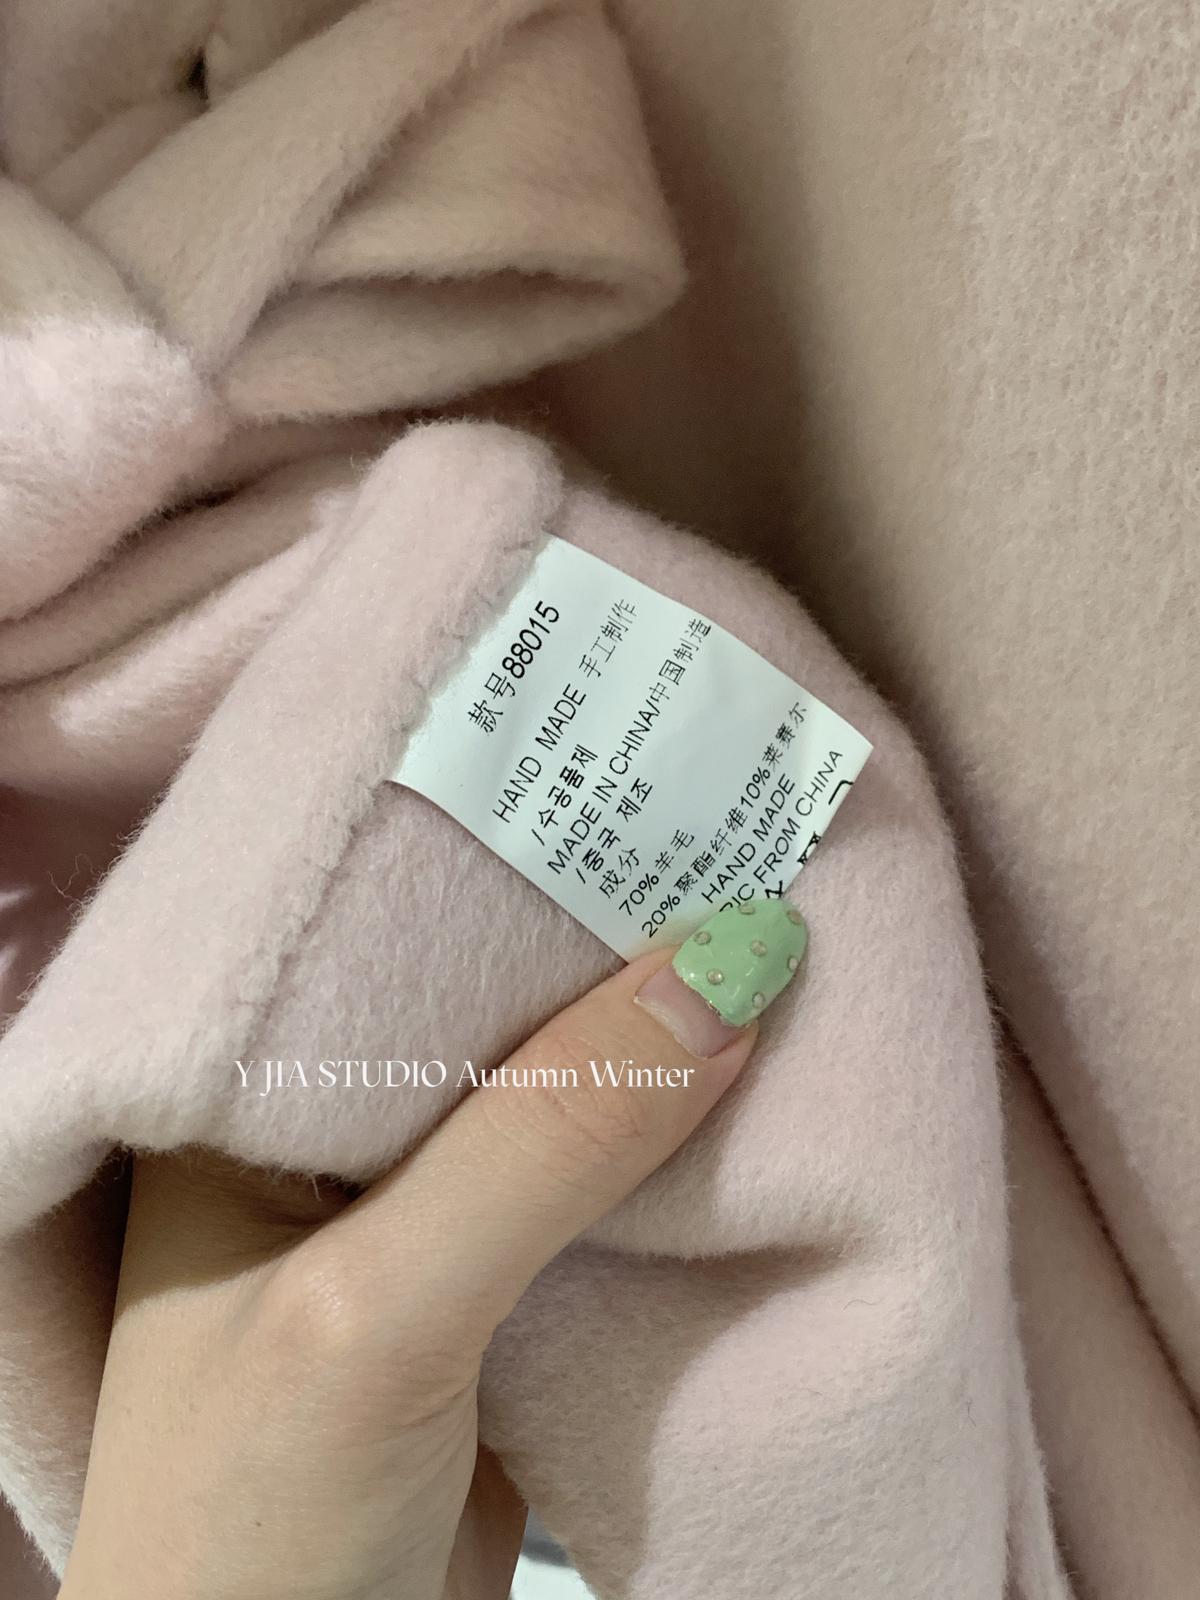 款号88015
HAND MADE 手工制作
/수공품제
MADE IN CHINA/中国制造
/중국 제조
成分
70%羊毛
20%聚酯纤维10%莱赛尔
HAND MADE
RIC FROM CHINA
Y JIA STUDIO Autumn Winter